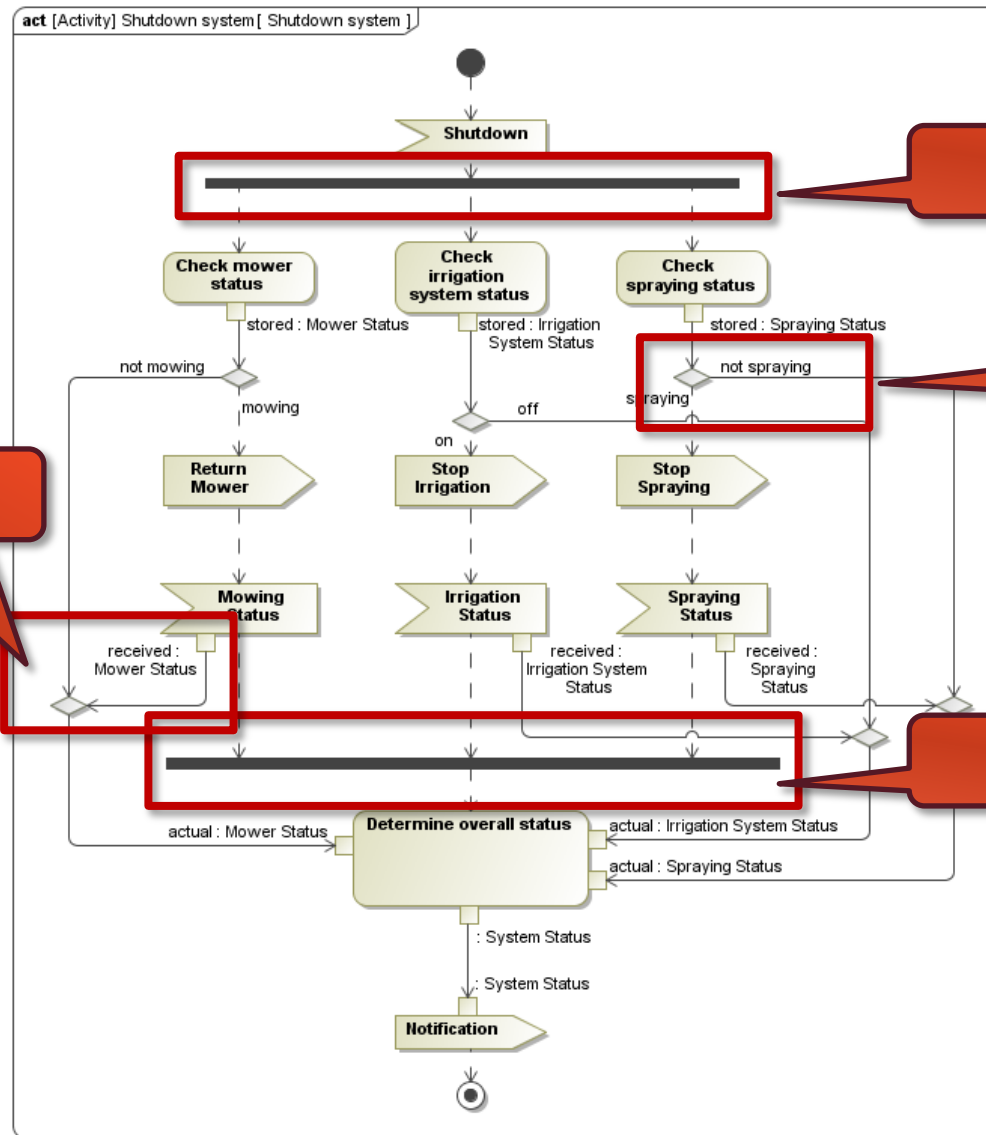 act [Activity] Shutdown system [ Shutdown system ]
Shutdown
Check mower
status
Check
irrigation
system status
Check
spraying status
stored : Mower Status
stored : Irrigation
System Status
stored : Spraying Status
not mowing
mowing
off
on
not spraying
spraying
Return
Mower
Stop
Irrigation
Stop
Spraying
Mowing
Status
Irrigation
Status
Spraying
Status
received :
Mower Status
received :
Irrigation System
Status
received :
Spraying
Status
Determine overall status
actual : Mower Status
actual : Irrigation System Status
actual : Spraying Status
: System Status
: System Status
Notification